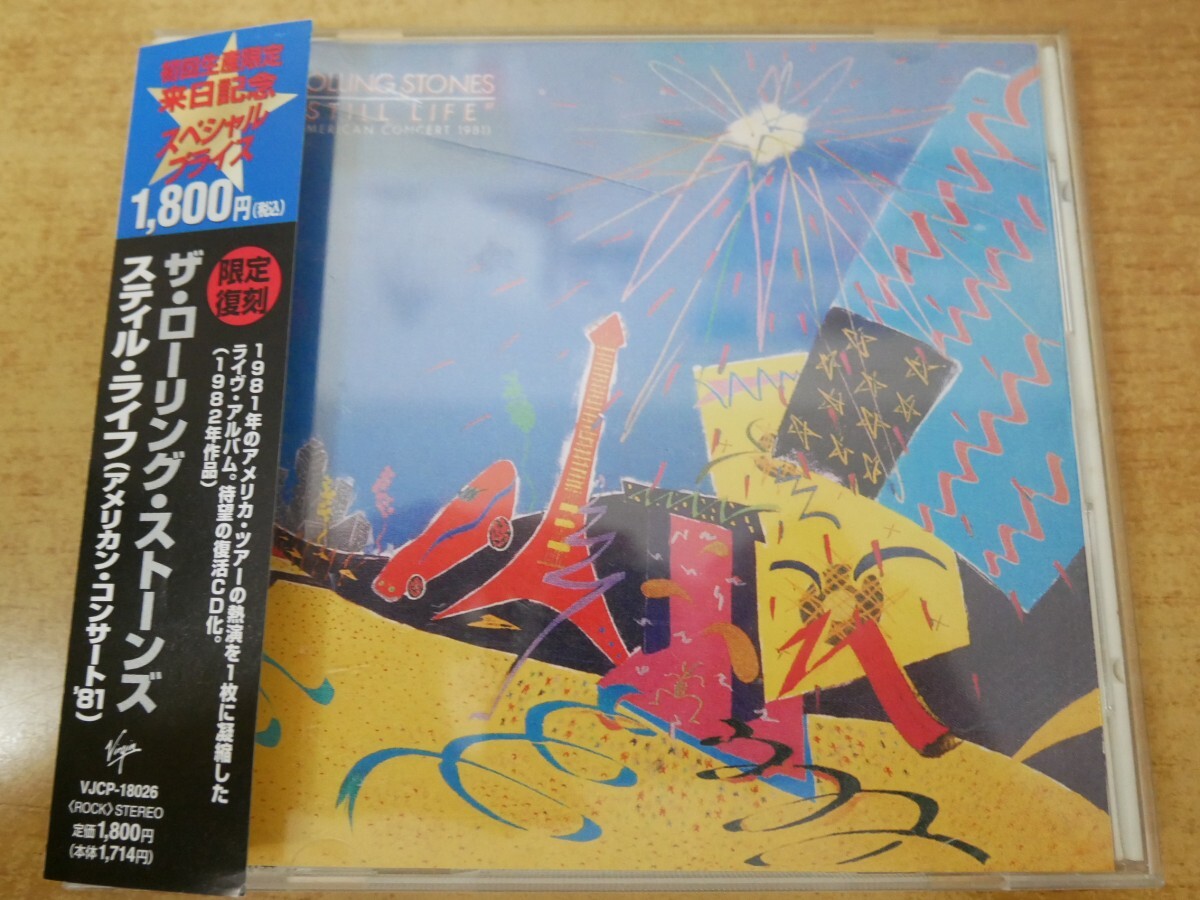 初回生産限定
来日記念
スペシャル
プライス
1,800円(税込)
限定
復刻
ザ・ローリング・ストーンズ
スティル・ライフ(アメリカン・コンサート'81)
1981年のアメリカ・ツアーの熱演を1枚に凝縮した
ライヴ・アルバム。待望の復活CD化。
(1982年作品)
Virgin
VJCP-18026
〈ROCK〉STEREO
定価1,800円
(本体1,714円)
OLLING STONES
STILL LIFE"
MERICAN CONCERT 1981)